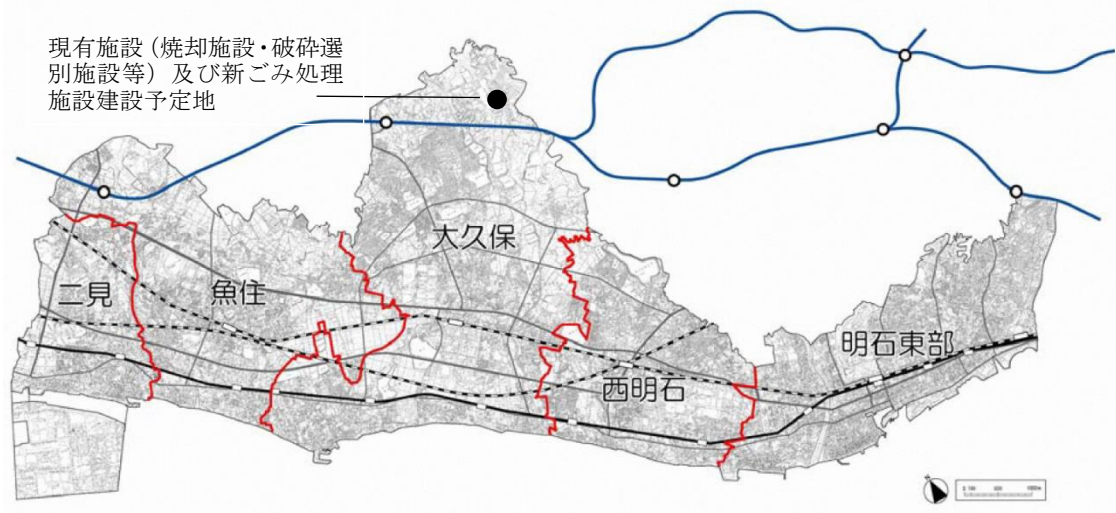 現有施設(焼却施設・破砕選
別施設等)及び新ごみ処理
施設建設予定地
大久保
二見
魚住
明石東部
西明石